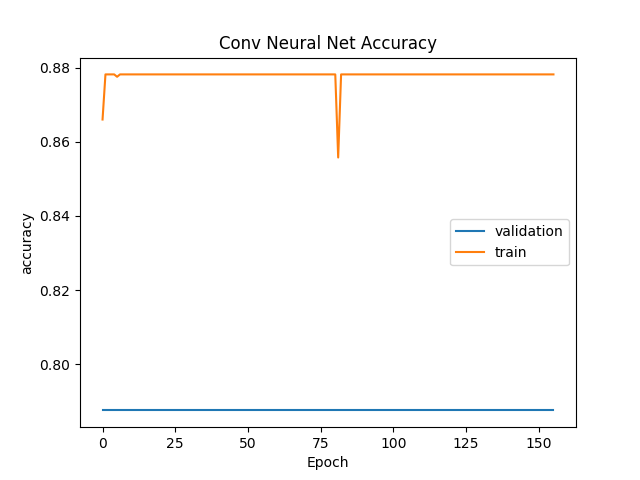 Conv Neural Net Accuracy
0.88
0.86
0.84
0.82
0.80
accuracy
validation
train
0 25 50 75 100 125 150
Epoch